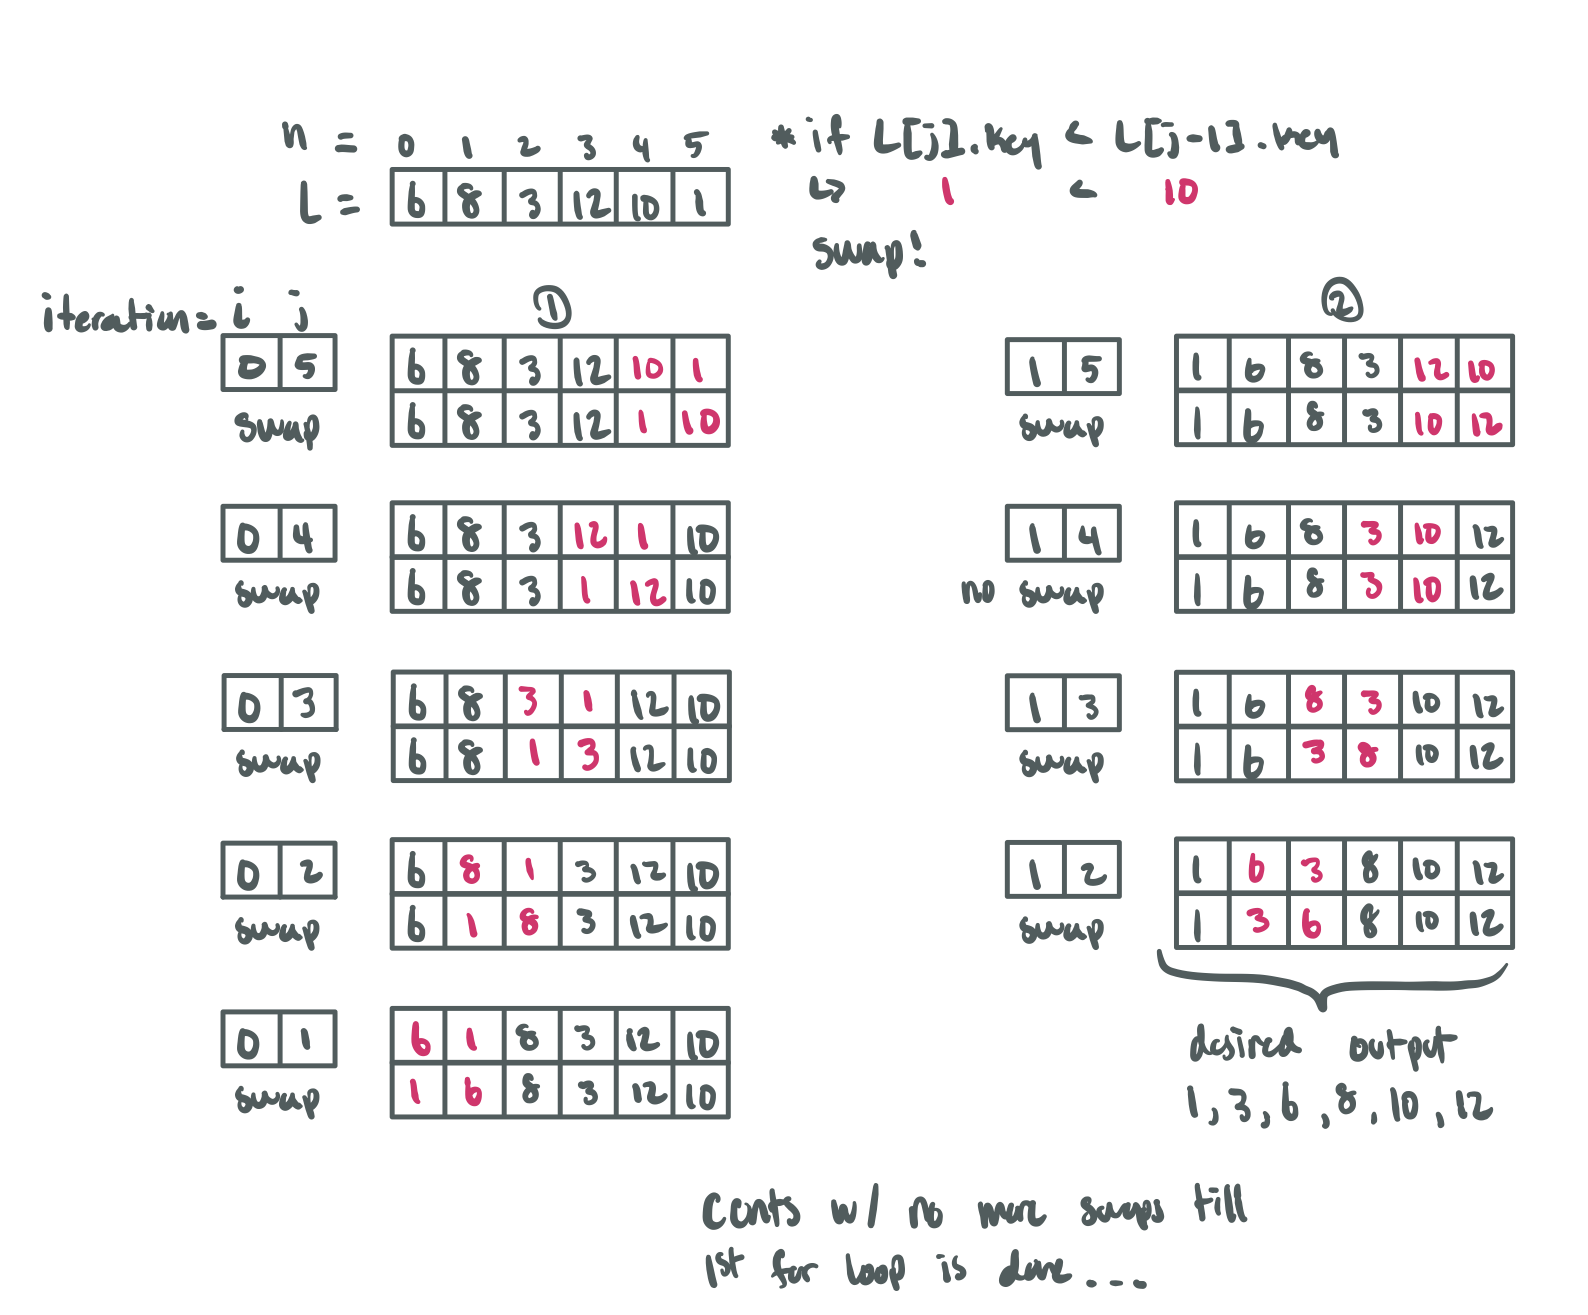 n = 0 1 2 3 4 5
L = 6 8 3 12 10 1
* if L[j].key < L[j-1].key
↳ 1 < 10
swap!
iteration = i j
①
0 5
6 8 3 12 10 1
6 8 3 12 1 10
swap
0 4
6 8 3 12 1 10
6 8 3 1 12 10
swap
0 3
6 8 3 1 12 10
6 8 1 3 12 10
swap
0 2
6 8 1 3 12 10
6 1 8 3 12 10
swap
0 1
6 1 8 3 12 10
1 6 8 3 12 10
swap
②
1 5
1 6 8 3 12 10
1 6 8 3 10 12
swap
1 4
1 6 8 3 10 12
1 6 8 3 10 12
no swap
1 3
1 6 8 3 10 12
1 6 3 8 10 12
swap
1 2
1 6 3 8 10 12
1 3 6 8 10 12
swap
desired output
1, 3, 6, 8, 10, 12
conts w/ no more swaps till
1st for loop is done...